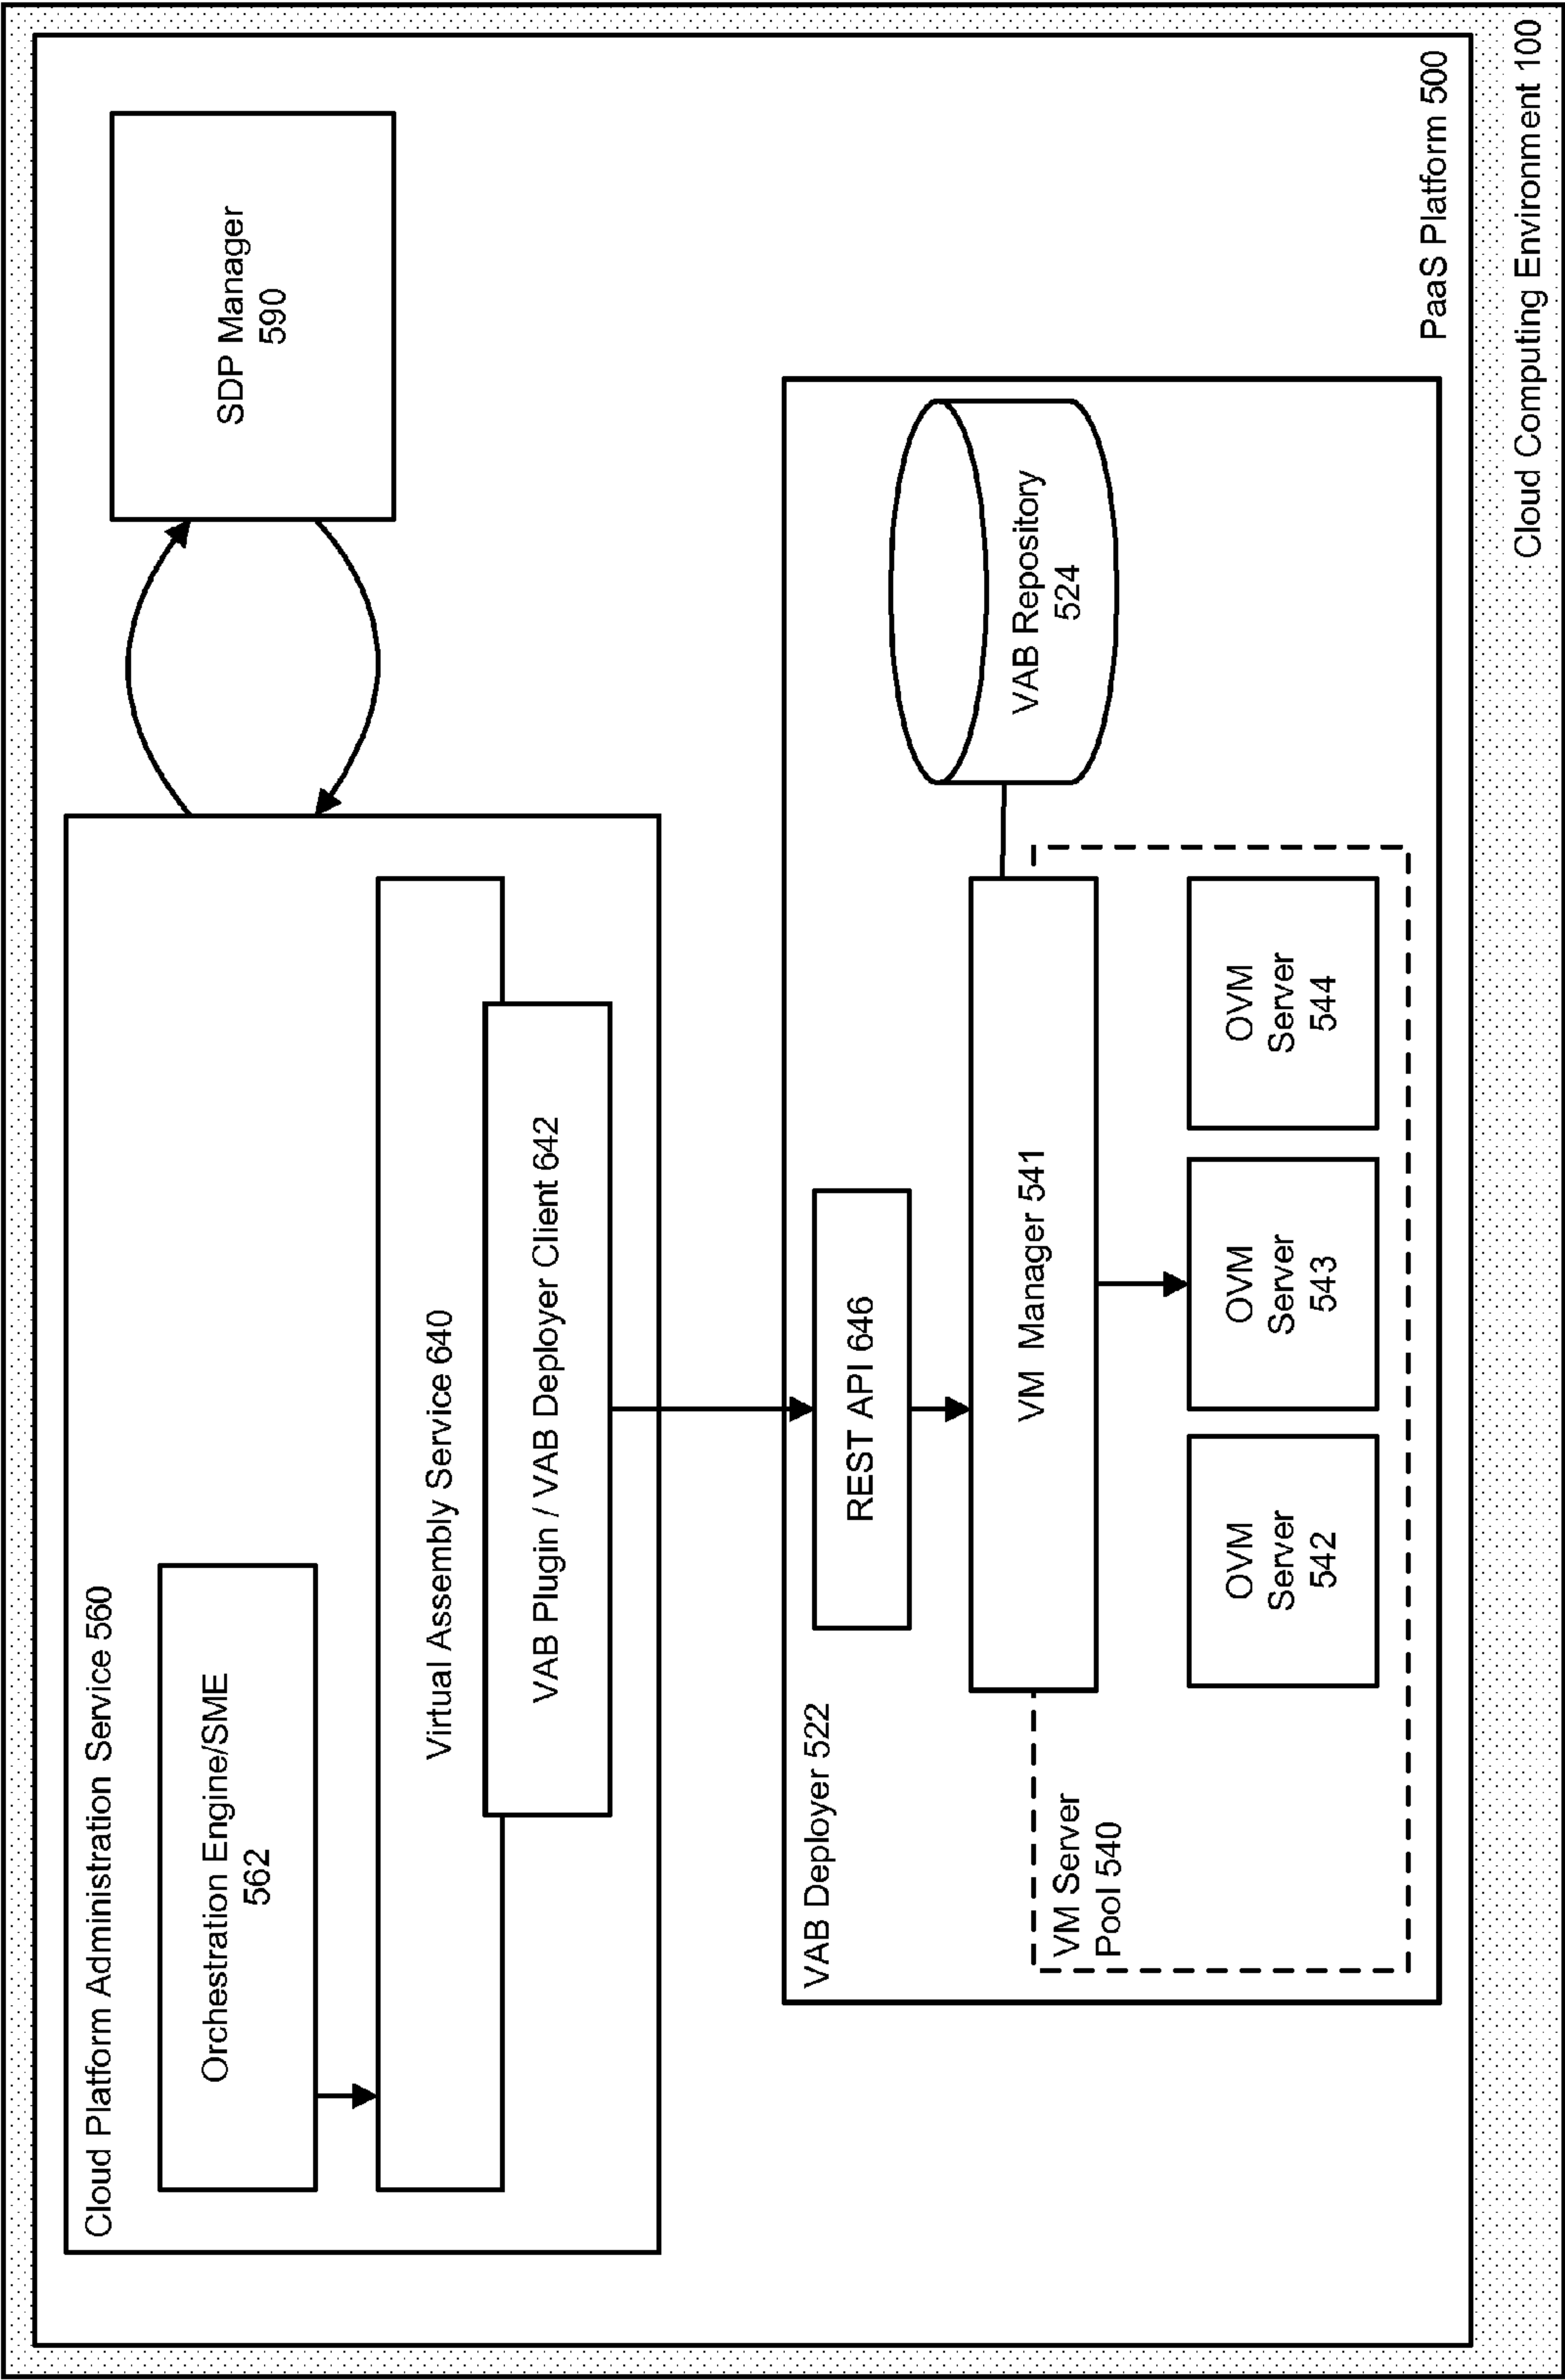 Cloud Platform Administration Service 560
Orchestration Engine/SME
562
Virtual Assembly Service 640
VAB Plugin / VAB Deployer Client 642
SDP Manager
590
VAB Deployer 522
REST API 646
VM Manager 541
VAB Repository
524
VM Server
Pool 540
OVM
Server
542
OVM
Server
543
OVM
Server
544
PaaS Platform 500
Cloud Computing Environment 100